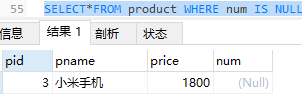 55 SELECT*FROM product WHERE num IS NULL
信息 结果 1 剖析 状态
pid pname price num
3 小米手机 1800 (Null)